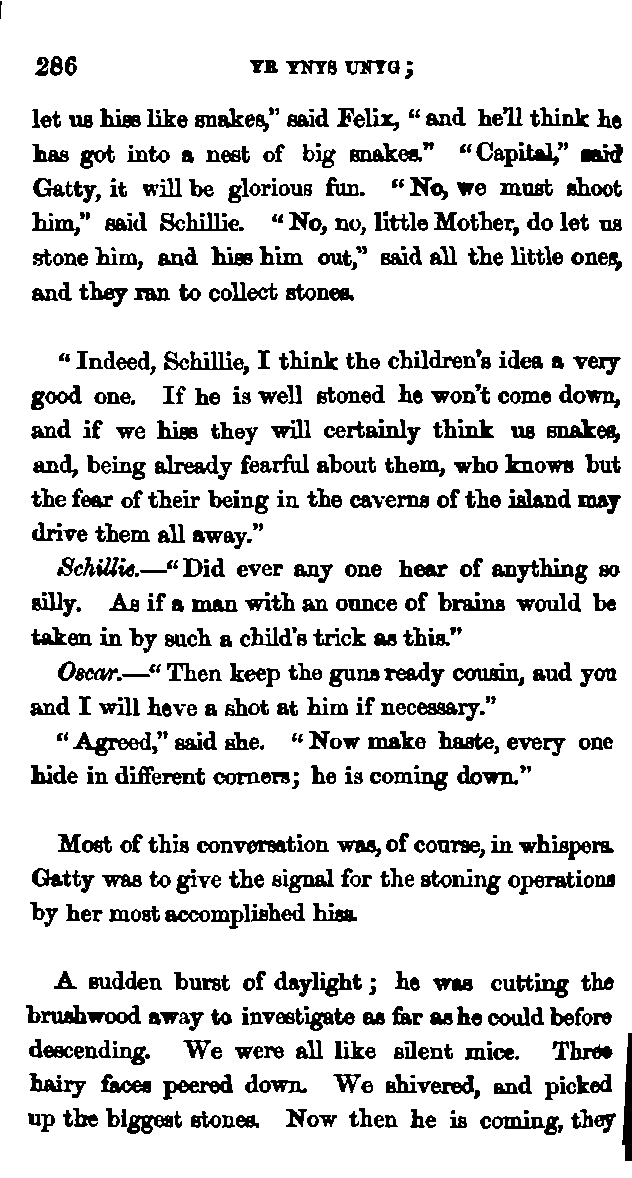 286 YR YNYS UNYG;
let us hiss like snakes," said Felix, "and he'll think he
has got into a nest of big snakes." "Capital," said
Gatty, it will be glorious fun. "No, we must shoot
him," said Schillie. "No, no, little Mother, do let us
stone him, and hiss him out," said all the little ones,
and they ran to collect stones.
"Indeed, Schillie, I think the children's idea a very
good one. If he is well stoned he won't come down,
and if we hiss they will certainly think us snakes,
and, being already fearful about them, who knows but
the fear of their being in the caverns of the island may
drive them all away."
Schillie.—"Did ever any one hear of anything so
silly. As if a man with an ounce of brains would be
taken in by such a child's trick as this."
Oscar.—"Then keep the guns ready cousin, aud you
and I will heve a shot at him if necessary."
"Agreed," said she. "Now make haste, every one
hide in different corners; he is coming down."
Most of this conversation was, of course, in whispers.
Gatty was to give the signal for the stoning operations
by her most accomplished hiss.
A sudden burst of daylight; he was cutting the
brushwood away to investigate as far as he could before
descending. We were all like silent mice. Three
hairy faces peered down. We shivered, and picked
up the biggest stones. Now then he is coming, they